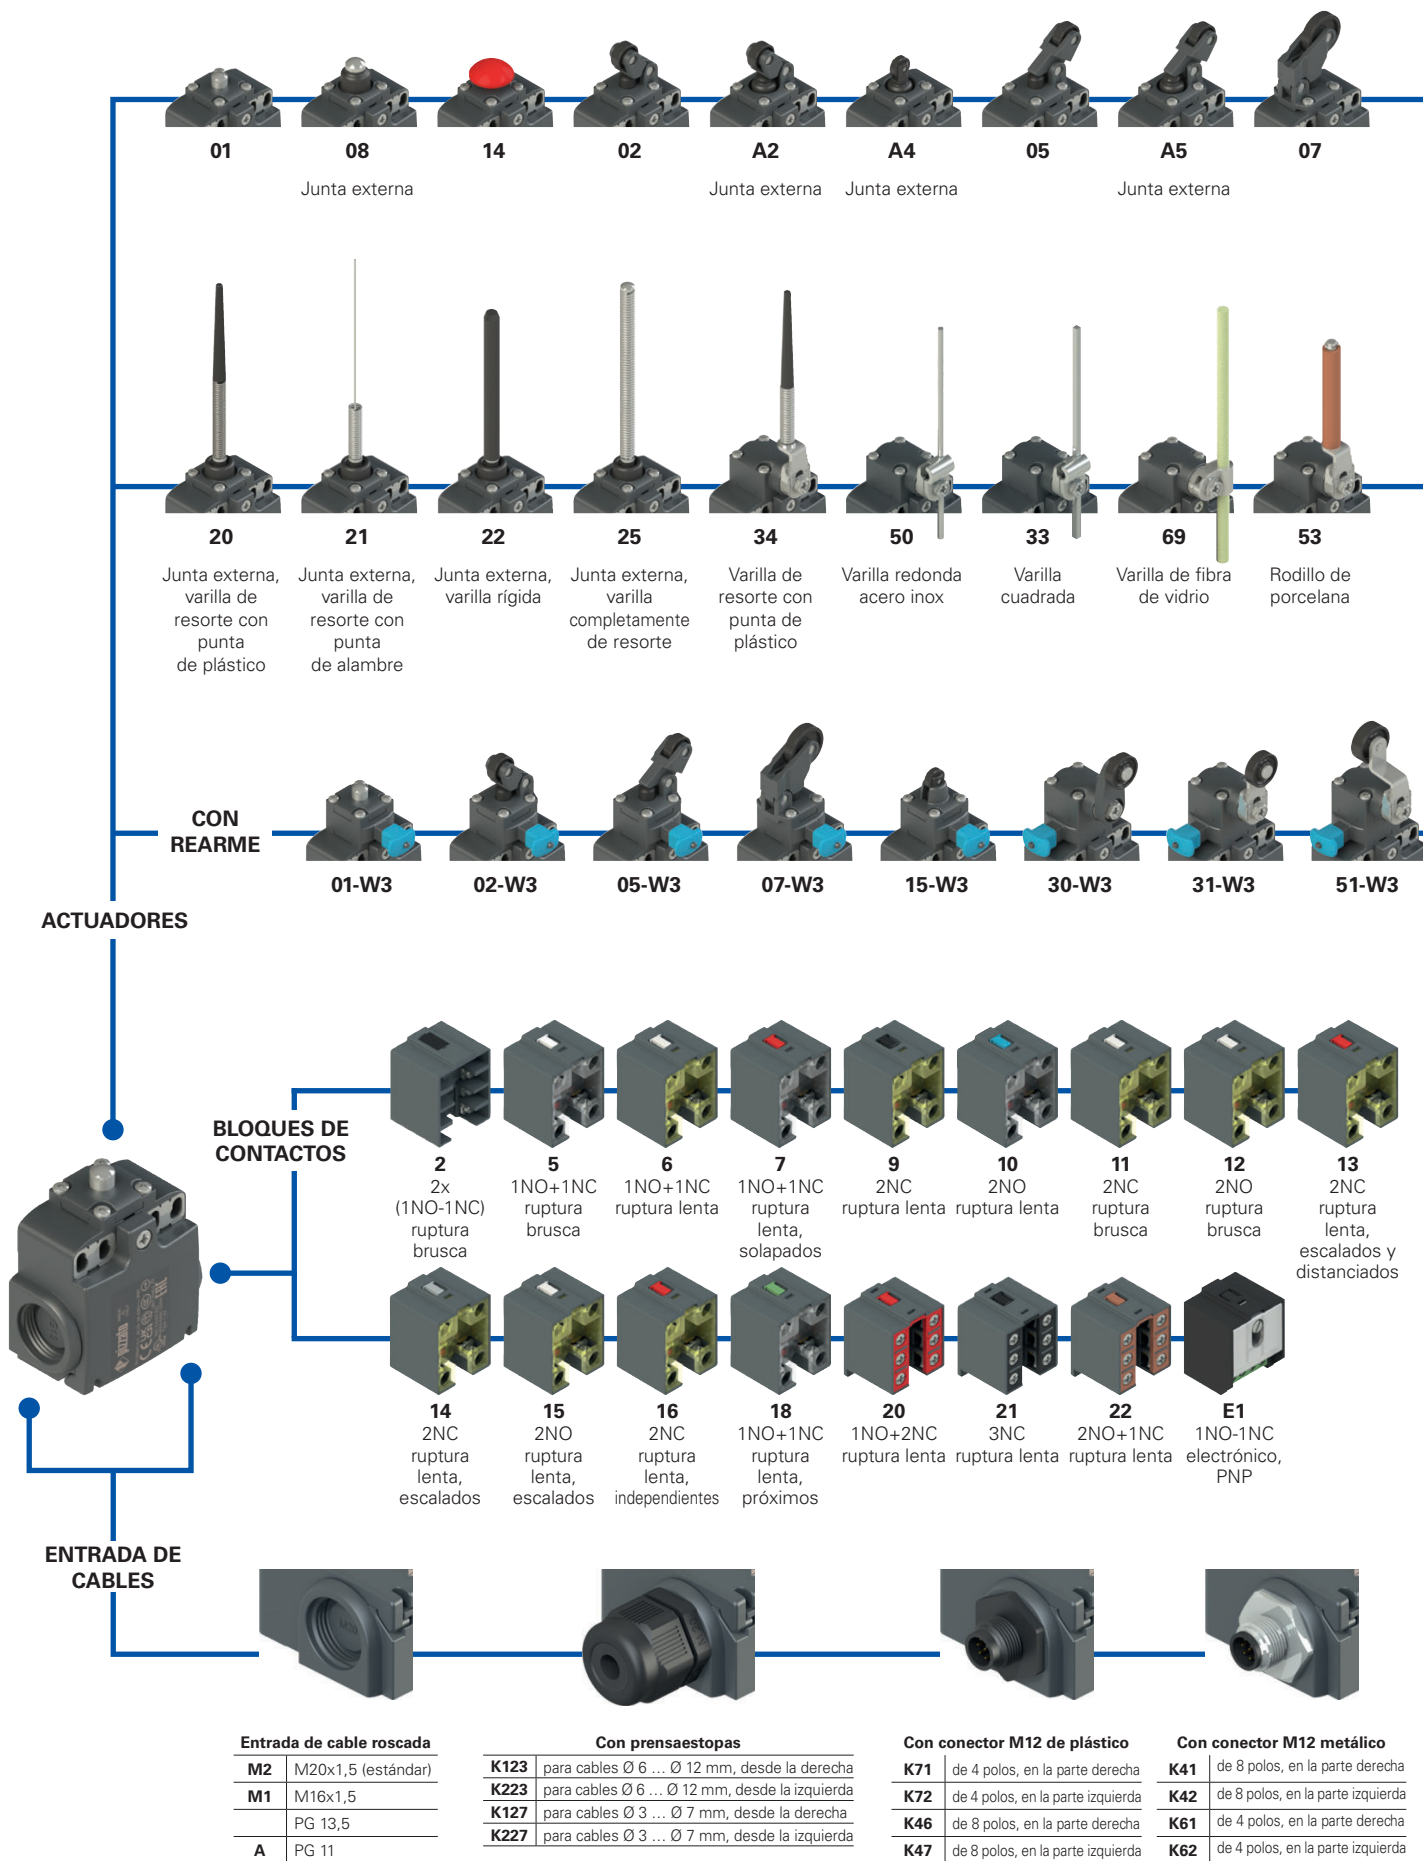 01
08
14
02
A2
A4
05
A5
07
Junta externa
Junta externa
Junta externa
Junta externa
20
21
22
25
34
50
33
69
53
Junta externa,
varilla de
resorte con
punta
de plástico
Junta externa,
varilla de
resorte con
punta
de alambre
Junta externa,
varilla rígida
Junta externa,
varilla
completamente
de resorte
Varilla de
resorte con
punta de
plástico
Varilla redonda
acero inox
Varilla
cuadrada
Varilla de fibra
de vidrio
Rodillo de
porcelana
CON
REARME
01-W3
02-W3
05-W3
07-W3
15-W3
30-W3
31-W3
51-W3
ACTUADORES
BLOQUES DE
CONTACTOS
2
2x
(1NO-1NC)
ruptura
brusca
5
1NO+1NC
ruptura
brusca
6
1NO+1NC
ruptura lenta
7
1NO+1NC
ruptura
lenta,
solapados
9
2NC
ruptura lenta
10
2NO
ruptura lenta
11
2NC
ruptura
brusca
12
2NO
ruptura
brusca
13
2NC
ruptura
lenta,
escalados y
distanciados
14
2NC
ruptura
lenta,
escalados
15
2NO
ruptura
lenta,
escalados
16
2NC
ruptura
lenta,
independientes
18
1NO+1NC
ruptura
lenta,
próximos
20
1NO+2NC
ruptura lenta
21
3NC
ruptura lenta
22
2NO+1NC
ruptura lenta
E1
1NO-1NC
electrónico,
PNP
pizzato
ENTRADA DE
CABLES
M20
Entrada de cable roscada
M2 M20x1,5 (estándar)
M1 M16x1,5
PG 13,5
A PG 11
Con prensaestopas
K123 para cables Ø 6 … Ø 12 mm, desde la derecha
K223 para cables Ø 6 … Ø 12 mm, desde la izquierda
K127 para cables Ø 3 … Ø 7 mm, desde la derecha
K227 para cables Ø 3 … Ø 7 mm, desde la izquierda
Con conector M12 de plástico
K71 de 4 polos, en la parte derecha
K72 de 4 polos, en la parte izquierda
K46 de 8 polos, en la parte derecha
K47 de 8 polos, en la parte izquierda
Con conector M12 metálico
K41 de 8 polos, en la parte derecha
K42 de 8 polos, en la parte izquierda
K61 de 4 polos, en la parte derecha
K62 de 4 polos, en la parte izquierda